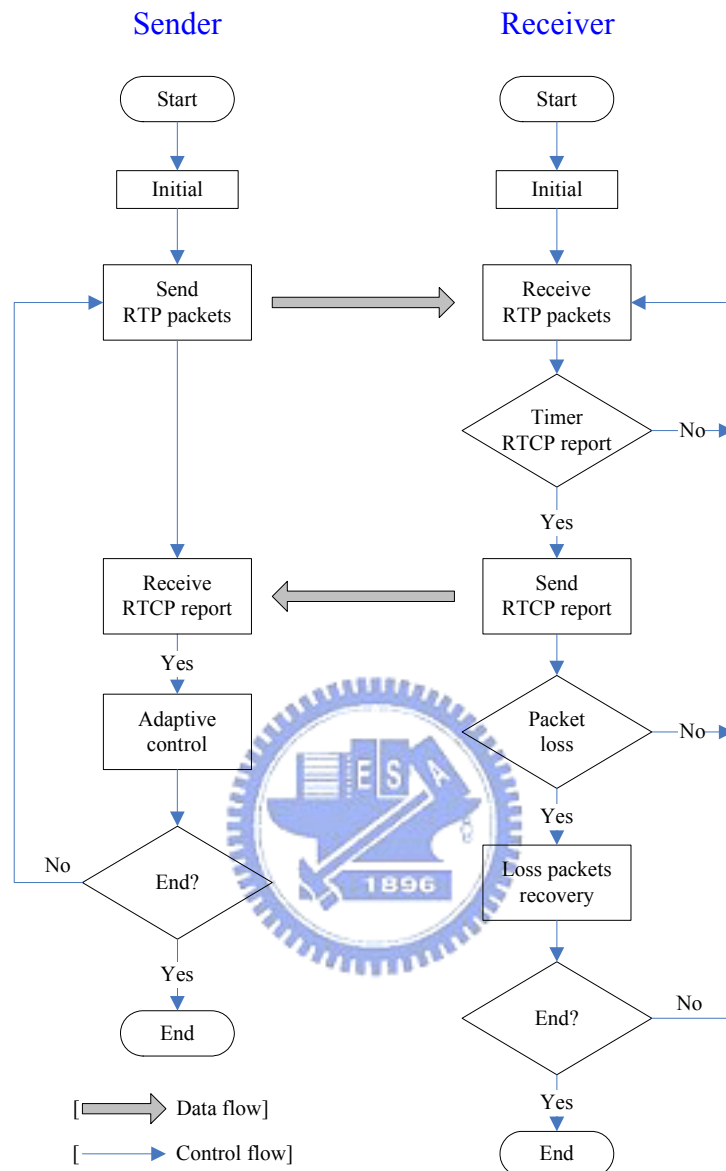 Sender
Receiver
Start
Start
Initial
Initial
Send
RTP packets
Receive
RTP packets
Timer
RTCP report
No
Yes
Receive
RTCP report
Send
RTCP report
Yes
Adaptive
control
Packet
loss
No
Yes
E S A
1896
No
End?
Loss packets
recovery
Yes
End
End?
No
Yes
End
[ Data flow]
[ Control flow]